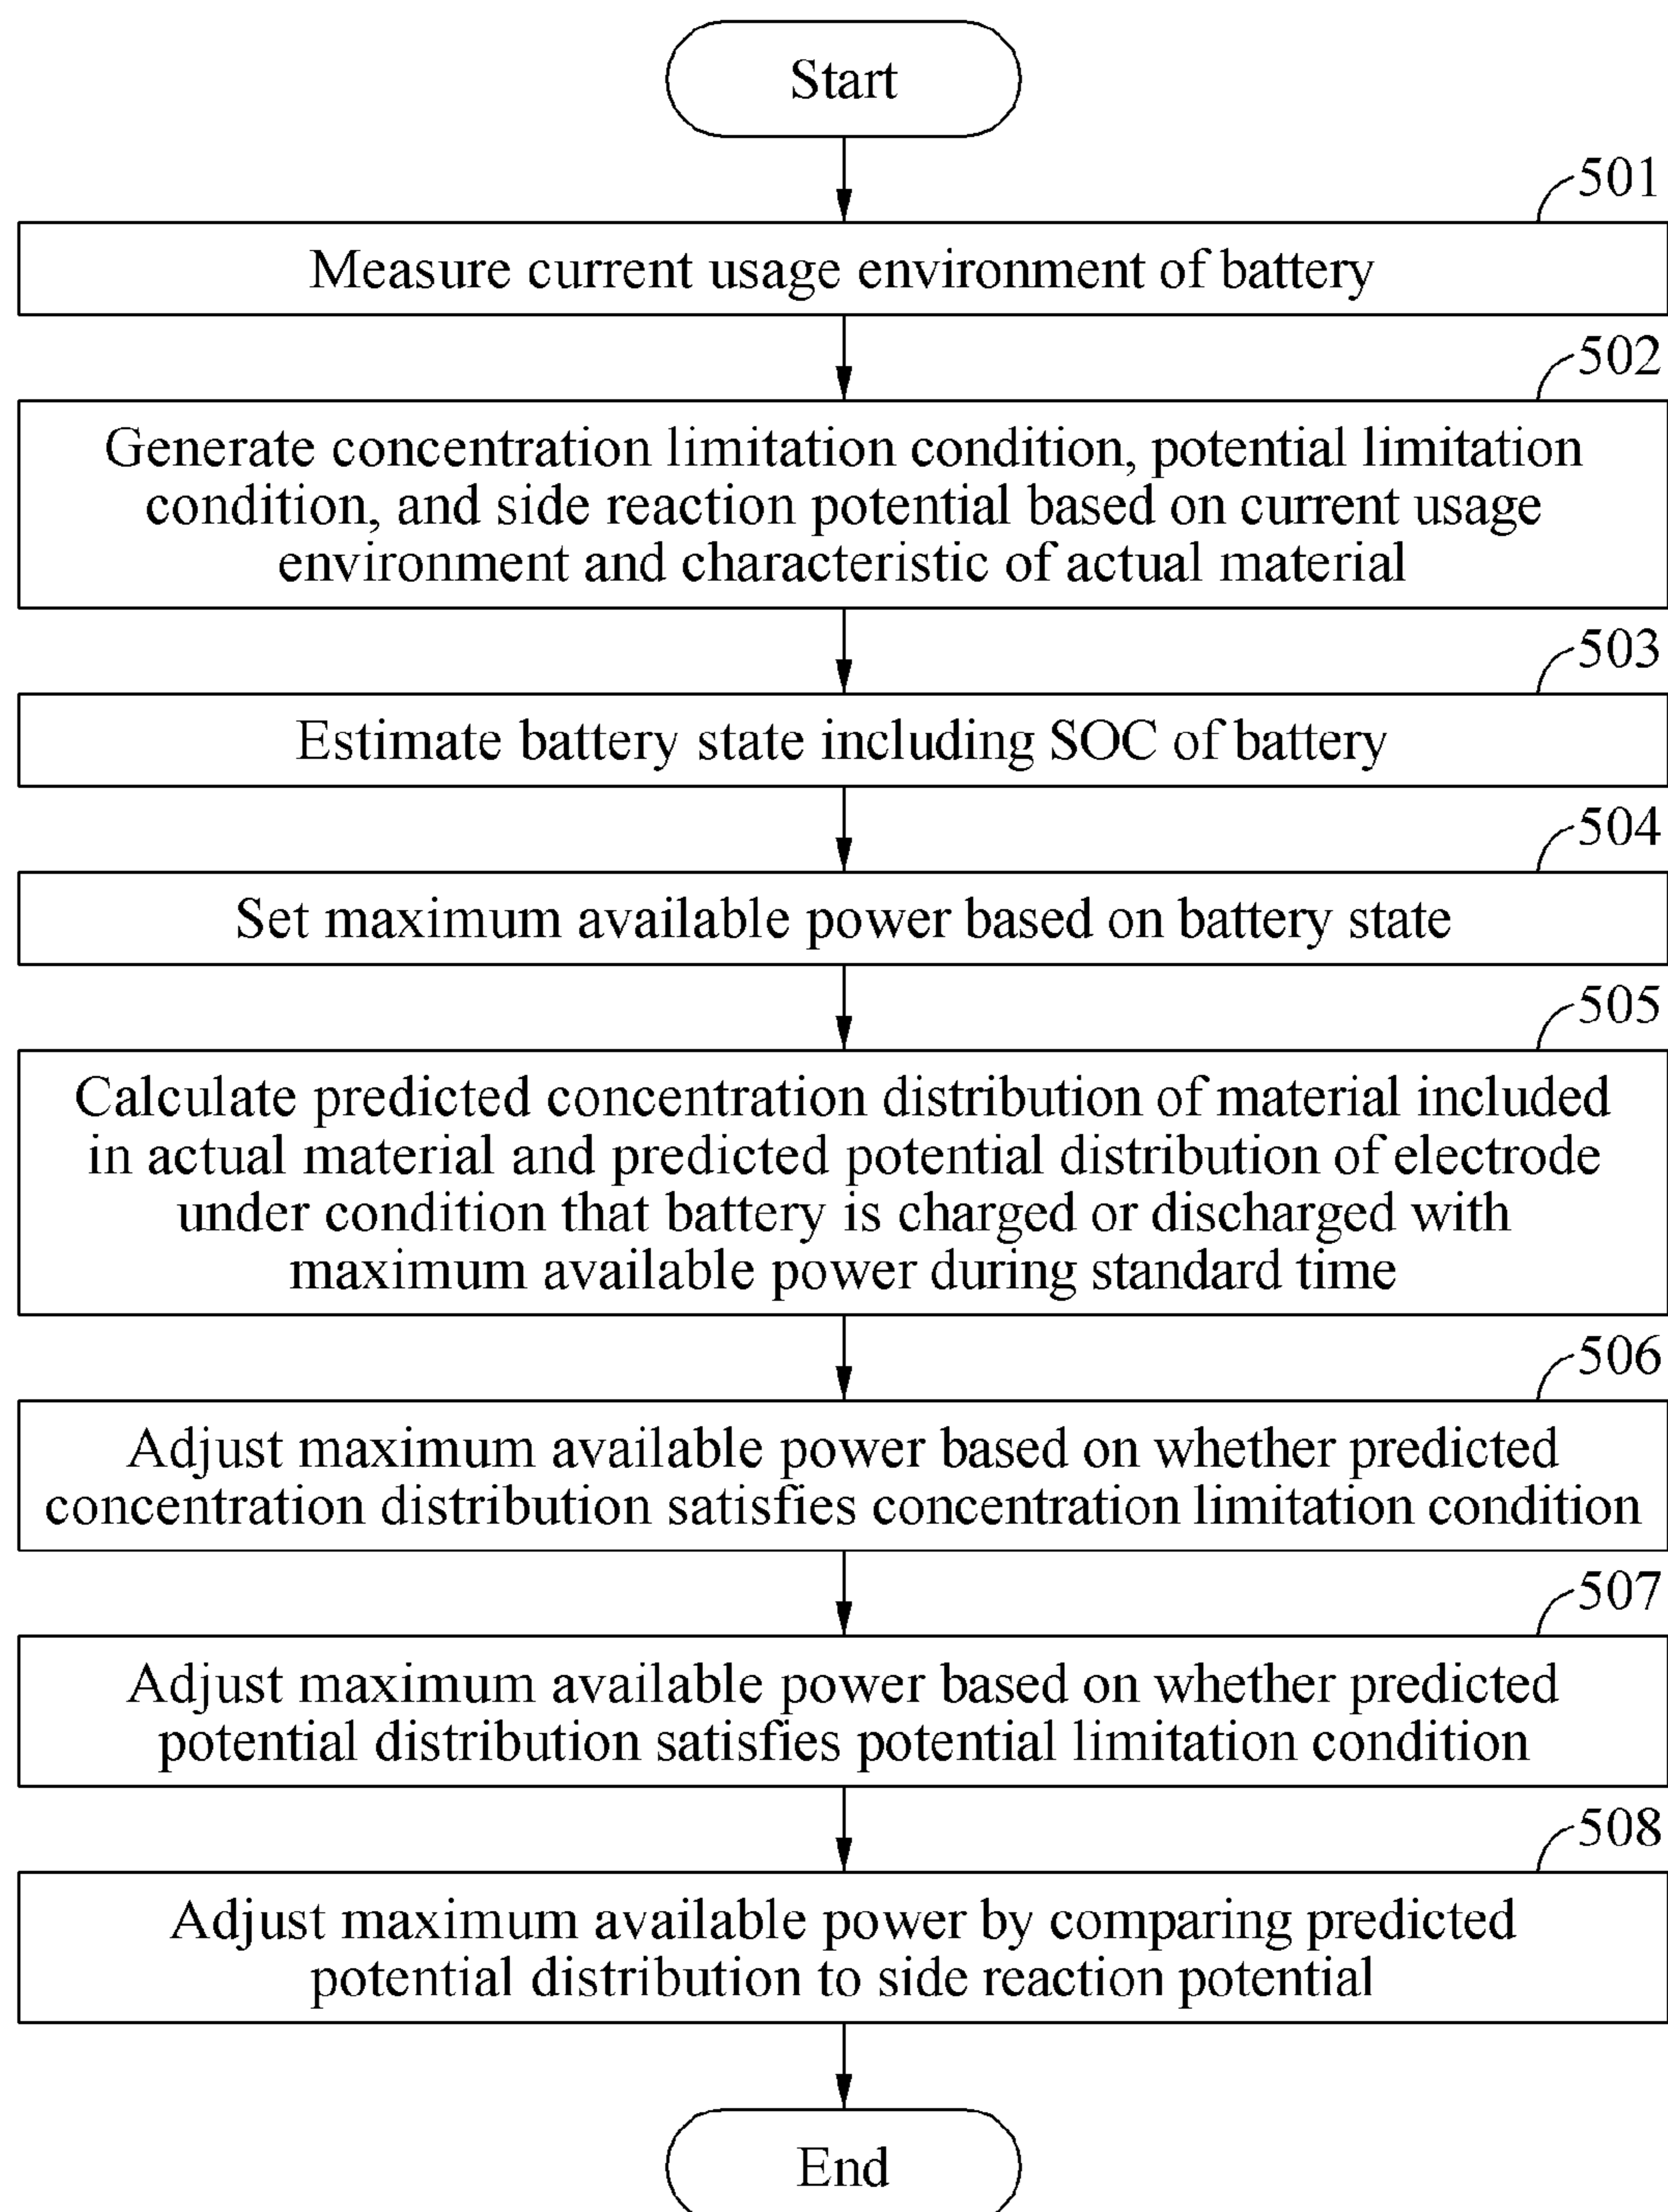 Start
501
Measure current usage environment of battery
502
Generate concentration limitation condition, potential limitation
condition, and side reaction potential based on current usage
environment and characteristic of actual material
503
Estimate battery state including SOC of battery
504
Set maximum available power based on battery state
505
Calculate predicted concentration distribution of material included
in actual material and predicted potential distribution of electrode
under condition that battery is charged or discharged with
maximum available power during standard time
506
Adjust maximum available power based on whether predicted
concentration distribution satisfies concentration limitation condition
507
Adjust maximum available power based on whether predicted
potential distribution satisfies potential limitation condition
508
Adjust maximum available power by comparing predicted
potential distribution to side reaction potential
End